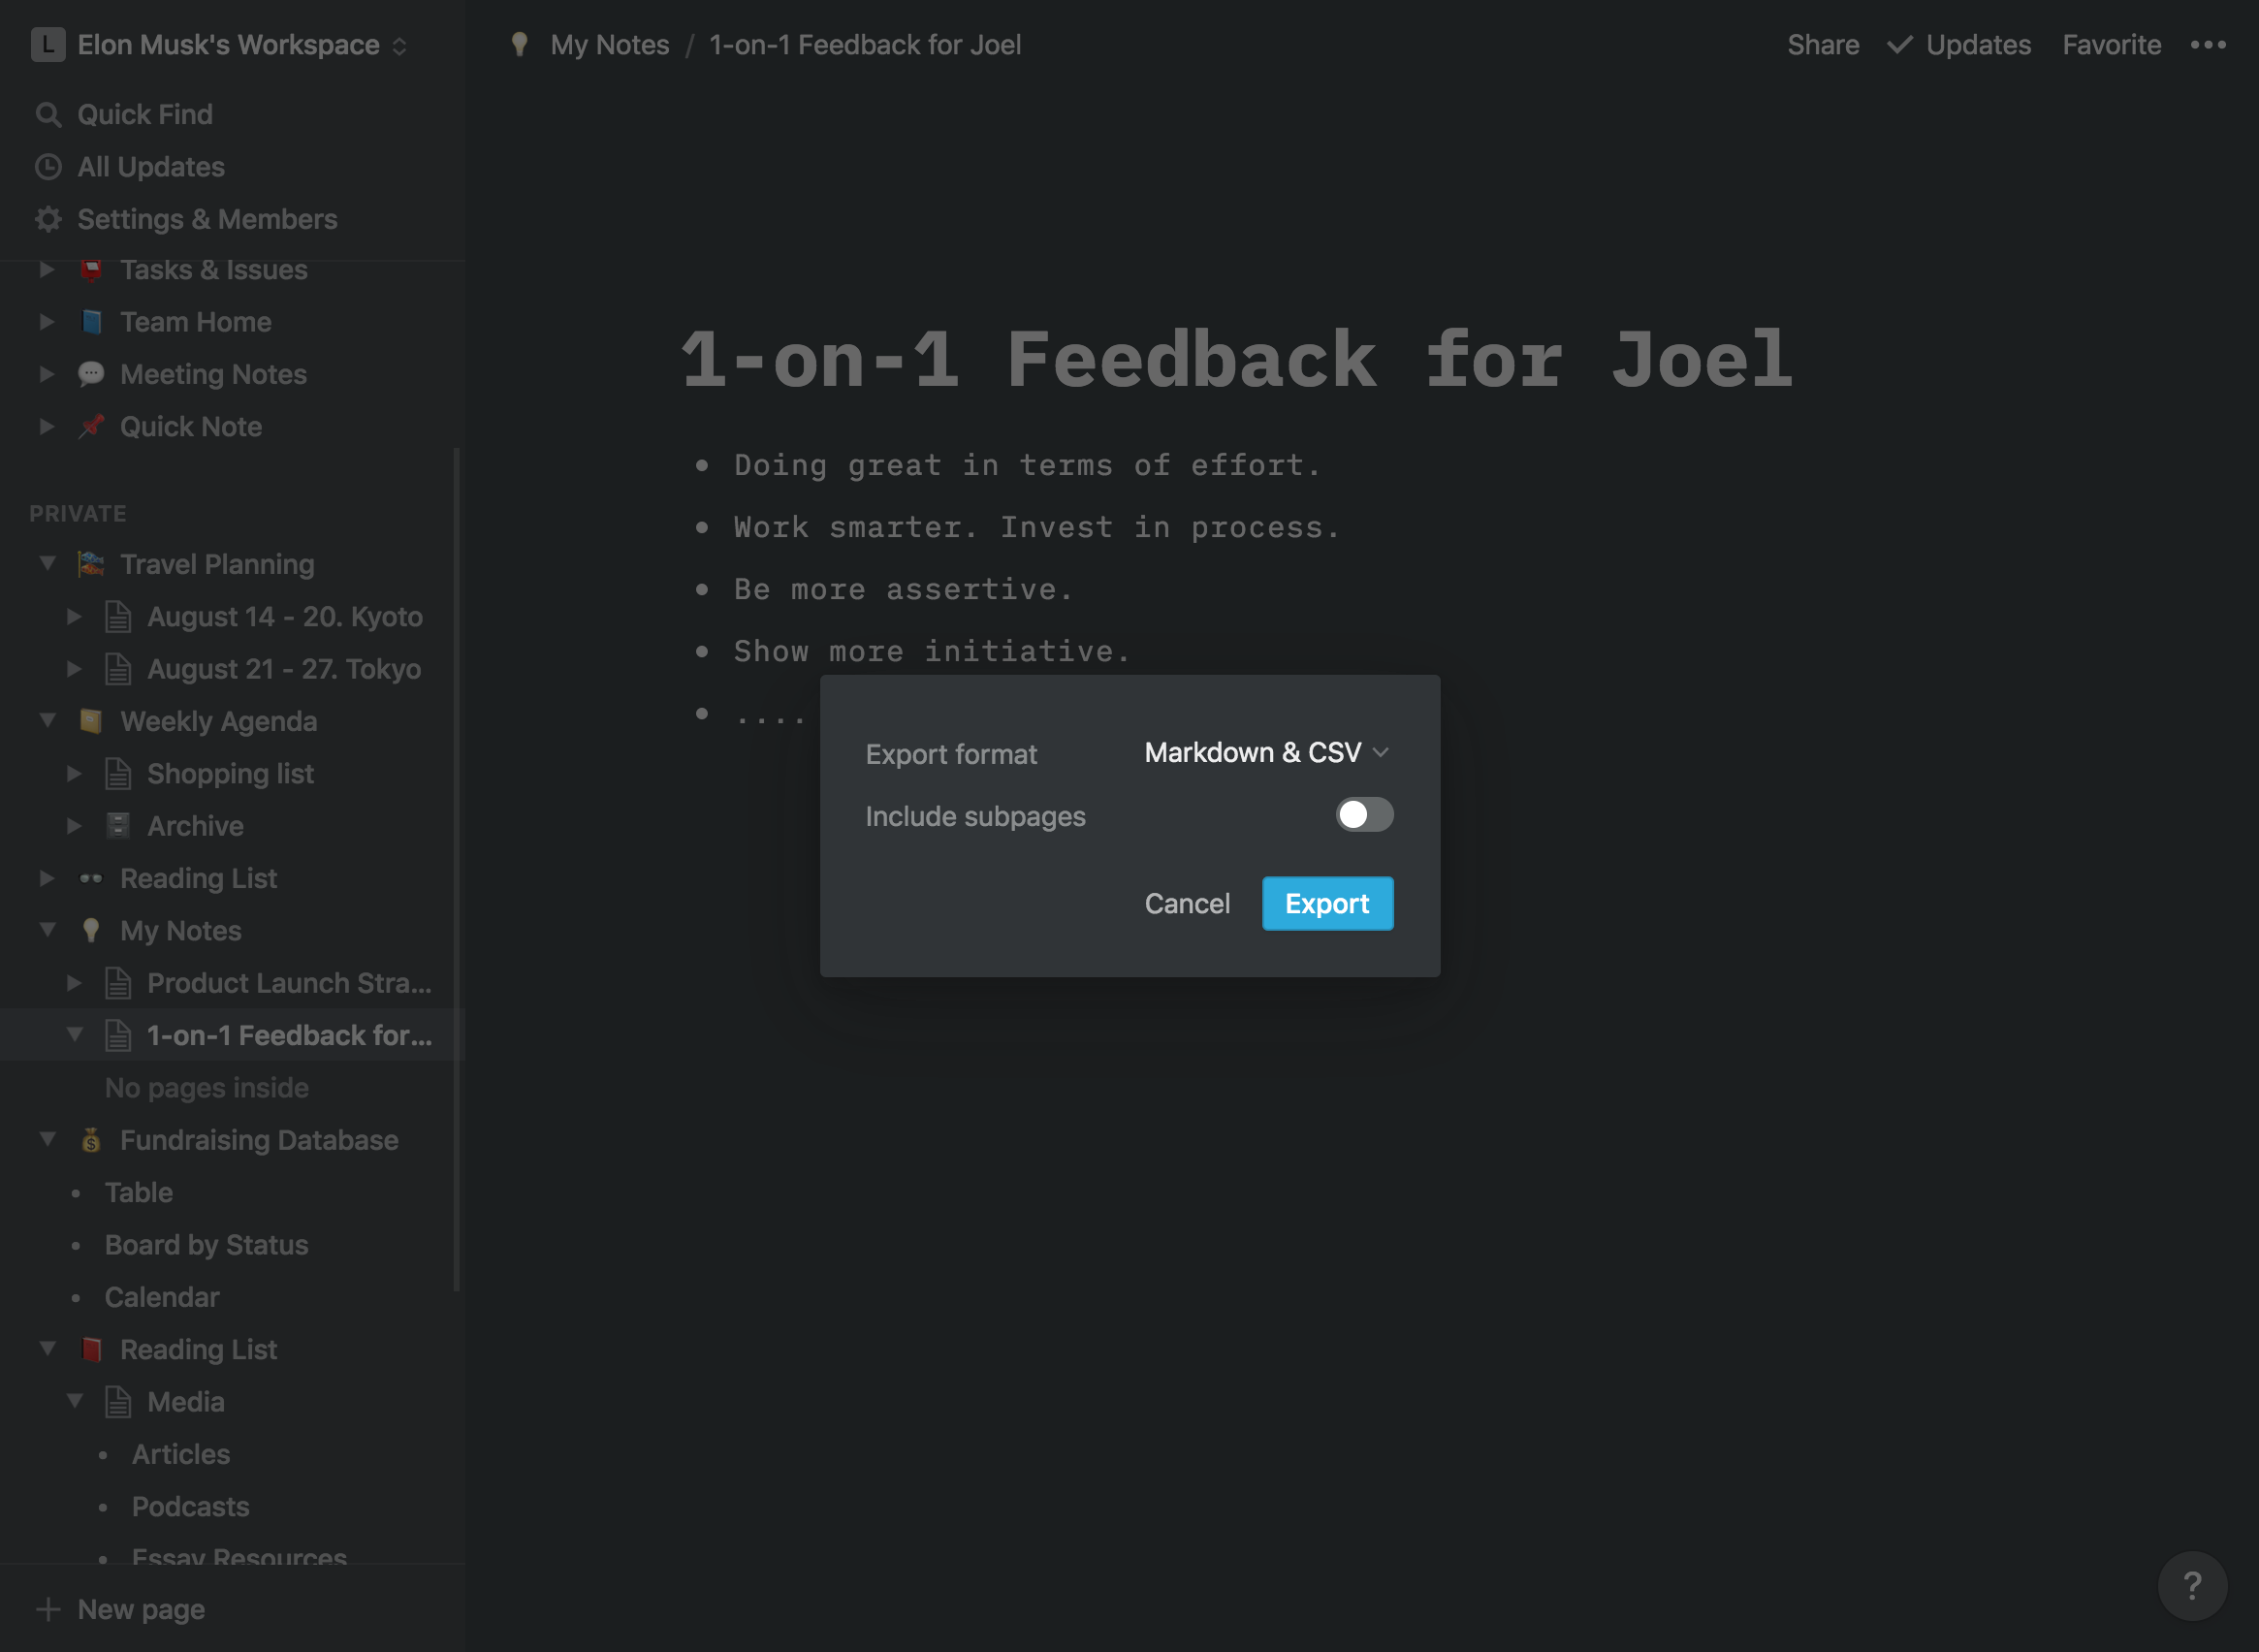 L Elon Musk's Workspace
Quick Find
All Updates
Settings & Members
Tasks & Issues
Team Home
Meeting Notes
Quick Note
PRIVATE
Travel Planning
August 14 - 20. Kyoto
August 21 - 27. Tokyo
Weekly Agenda
Shopping list
Archive
Reading List
My Notes
Product Launch Stra...
1-on-1 Feedback for...
No pages inside
Fundraising Database
• Table
• Board by Status
• Calendar
Reading List
Media
• Articles
• Podcasts
• Essay Resources
+ New page
My Notes / 1-on-1 Feedback for Joel
Share ✓ Updates Favorite •••
1-on-1 Feedback for Joel
• Doing great in terms of effort.
• Work smarter. Invest in process.
• Be more assertive.
• Show more initiative.
• ....
Export format Markdown & CSV
Include subpages
Cancel Export
?